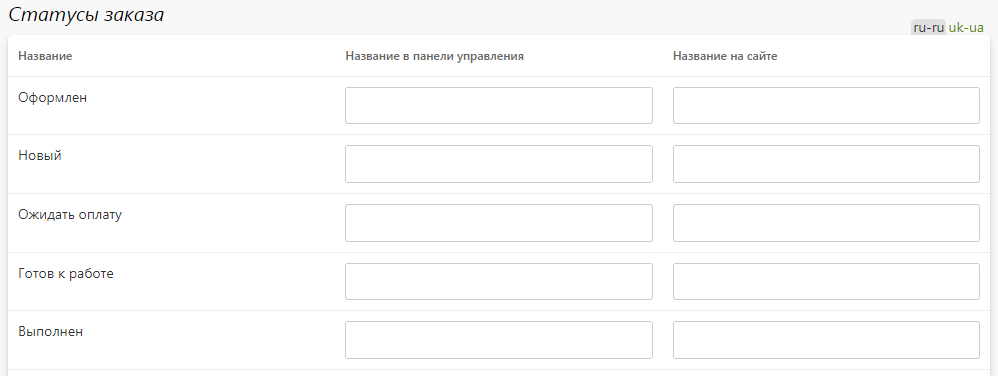 Статусы заказа
ru-ru uk-ua
Название Название в панели управления Название на сайте
Оформлен
Новый
Ожидать оплату
Готов к работе
Выполнен